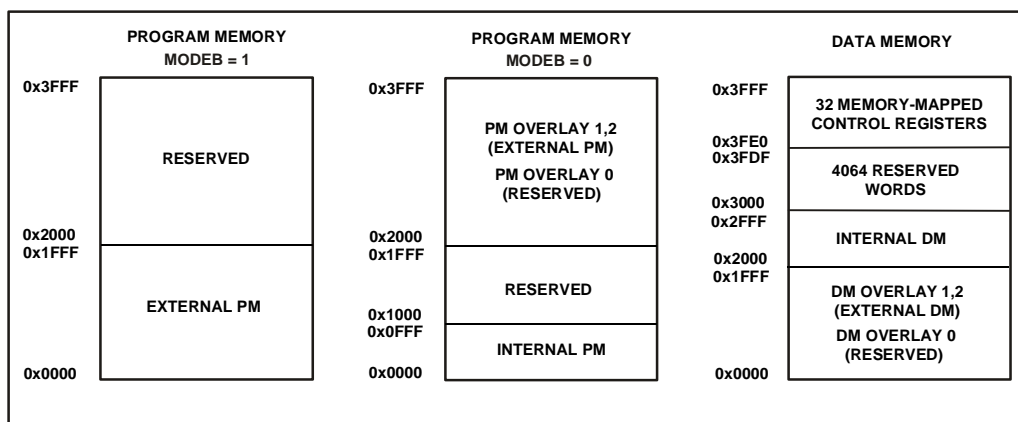 PROGRAM MEMORY
MODEB = 1
0x3FFF
RESERVED
0x2000
0x1FFF
EXTERNAL PM
0x0000
PROGRAM MEMORY
MODEB = 0
0x3FFF
PM OVERLAY 1,2
(EXTERNAL PM)
PM OVERLAY 0
(RESERVED)
0x2000
0x1FFF
RESERVED
0x1000
0x0FFF
INTERNAL PM
0x0000
DATA MEMORY
0x3FFF
32 MEMORY-MAPPED
CONTROL REGISTERS
0x3FE0
0x3FDF
4064 RESERVED
WORDS
0x3000
0x2FFF
INTERNAL DM
0x2000
0x1FFF
DM OVERLAY 1,2
(EXTERNAL DM)
DM OVERLAY 0
(RESERVED)
0x0000